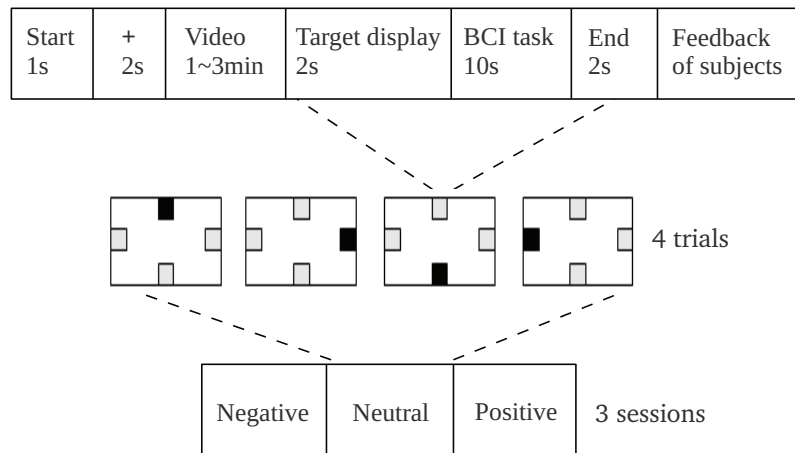 Start
1s
+
2s
Video
1~3min
Target display
2s
BCI task
10s
End
2s
Feedback
of subjects
4 trials
Negative
Neutral
Positive
3 sessions